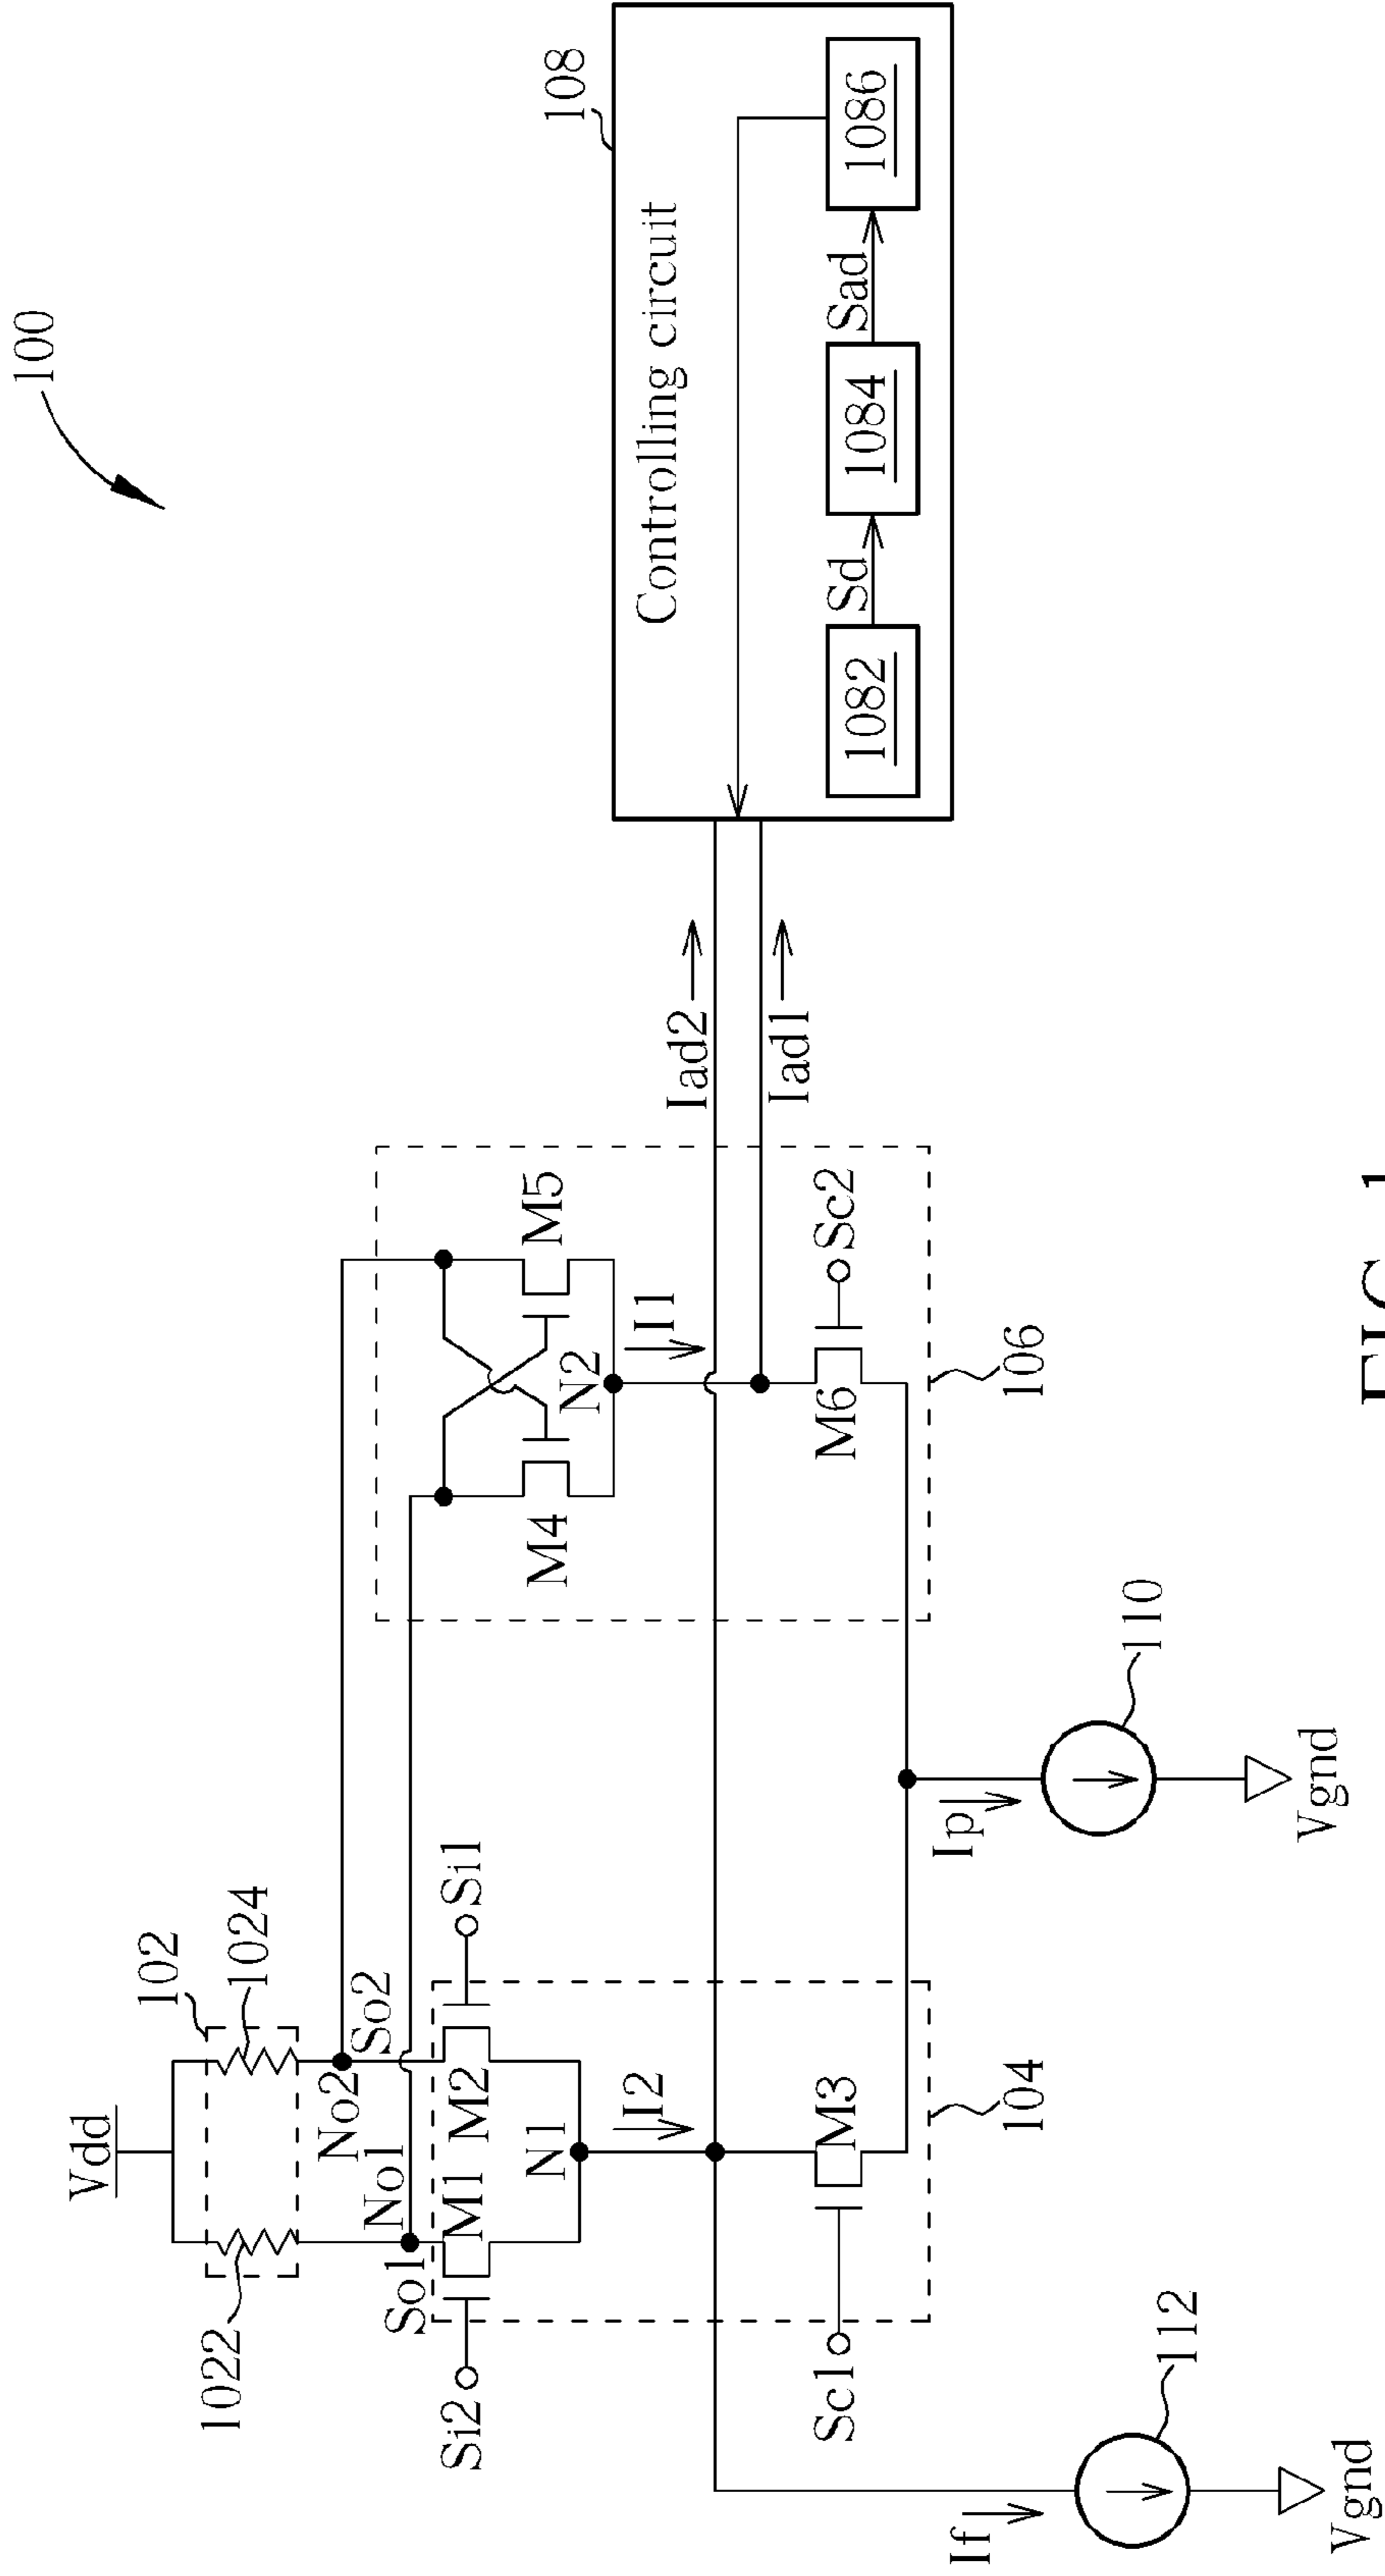 100
108
Controlling circuit
1082
Sd
1084
Sad
1086
Iad2
Iad1
Vdd
102
1022
1024
No2
So2
No1
So1
M1
M2
Si2
Si1
N1
I2
M3
Sc1
104
M4
M5
N2
I1
M6
Sc2
106
Ip
110
Vgnd
If
112
Vgnd